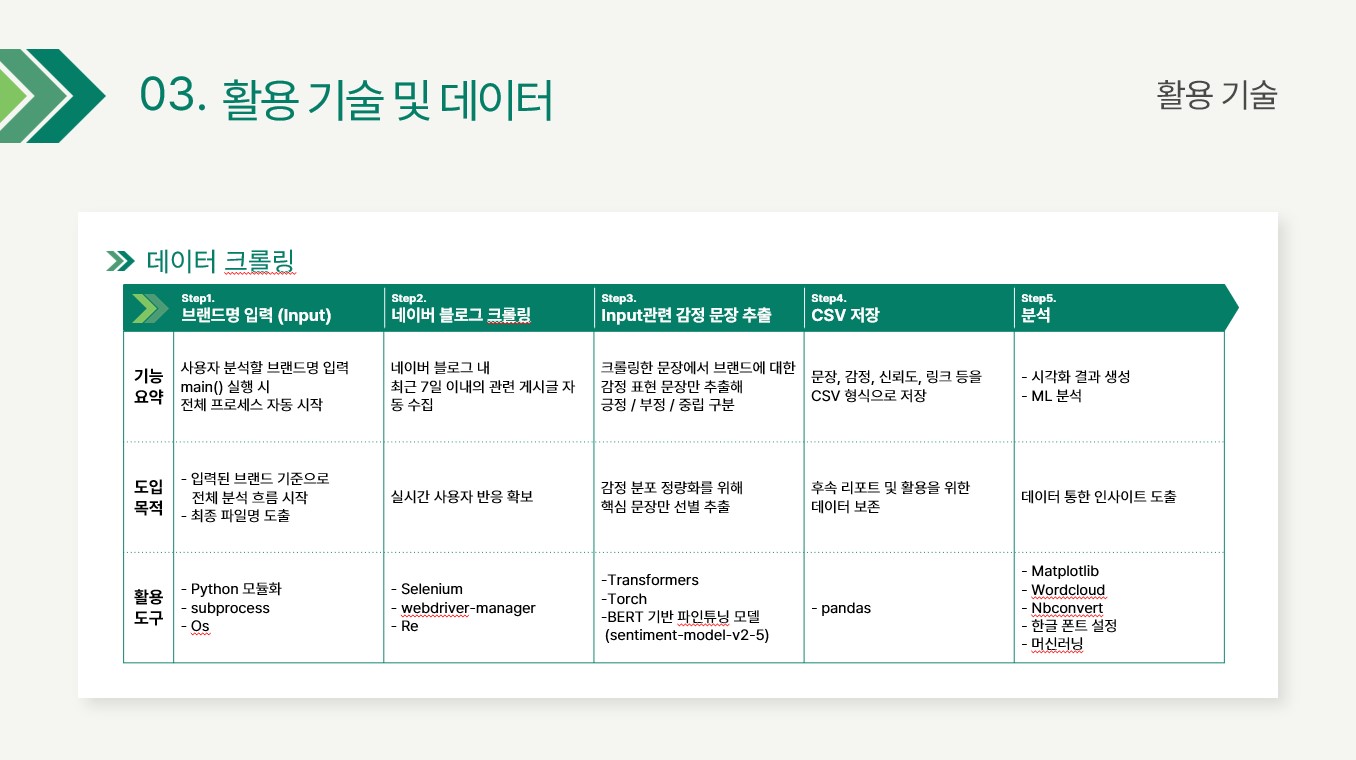 03. 활용 기술 및 데이터
활용 기술
데이터 크롤링
Step1.
브랜드명 입력 (Input)
Step2.
네이버 블로그 크롤링
Step3.
Input관련 감정 문장 추출
Step4.
CSV 저장
Step5.
분석
기능
요약
사용자 분석할 브랜드명 입력
main() 실행 시
전체 프로세스 자동 시작
네이버 블로그 내
최근 7일 이내의 관련 게시글 자
동 수집
크롤링한 문장에서 브랜드에 대한
감정 표현 문장만 추출해
긍정 / 부정 / 중립 구분
문장, 감정, 신뢰도, 링크 등을
CSV 형식으로 저장
- 시각화 결과 생성
- ML 분석
도입
목적
- 입력된 브랜드 기준으로
전체 분석 흐름 시작
- 최종 파일명 도출
실시간 사용자 반응 확보
감정 분포 정량화를 위해
핵심 문장만 선별 추출
후속 리포트 및 활용을 위한
데이터 보존
데이터 통한 인사이트 도출
활용
도구
- Python 모듈화
- subprocess
- Os
- Selenium
- webdriver-manager
- Re
-Transformers
-Torch
-BERT 기반 파인튜닝 모델
(sentiment-model-v2-5)
- pandas
- Matplotlib
- Wordcloud
- Nbconvert
- 한글 폰트 설정
- 머신러닝